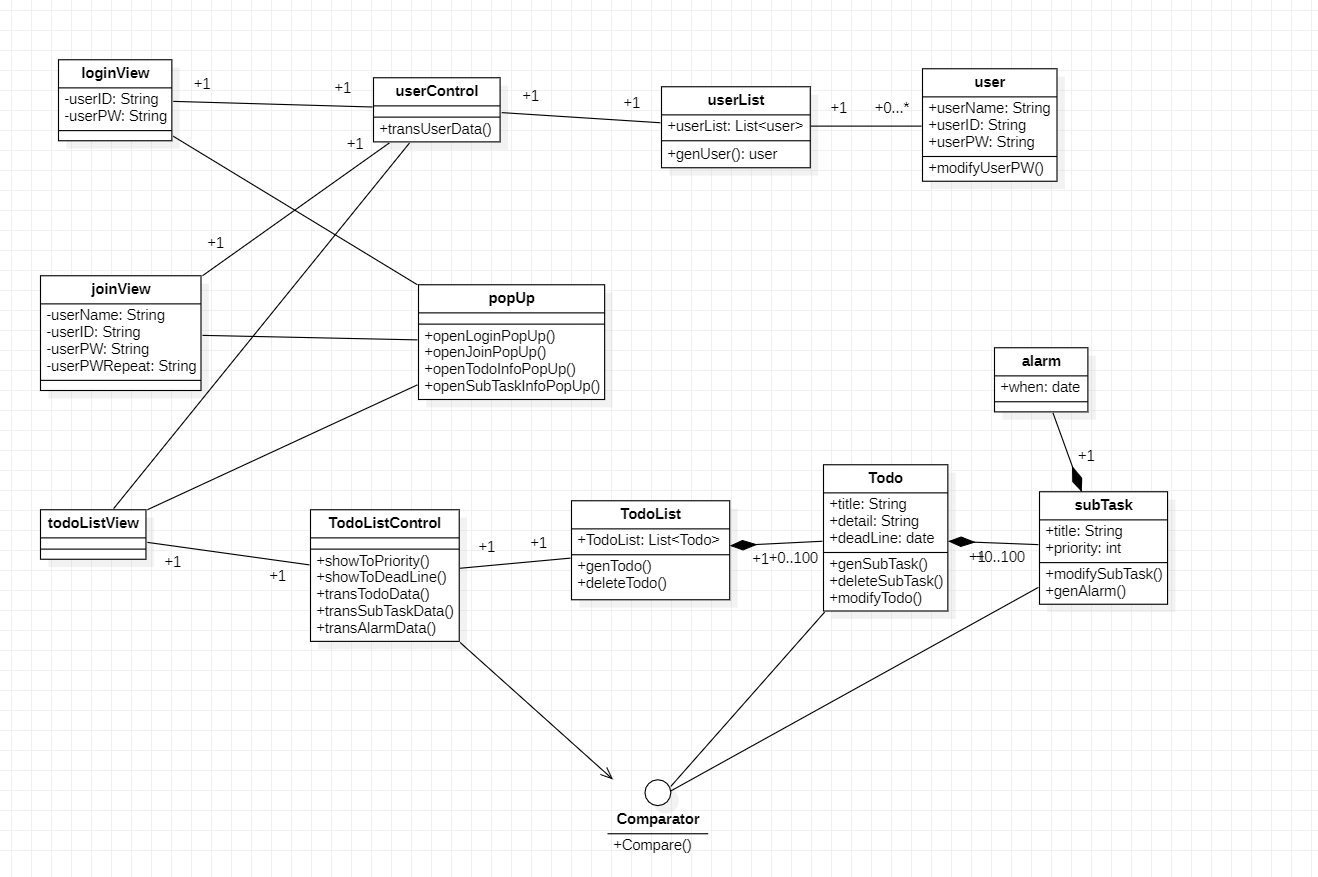 loginView
-userID: String
-userPW: String
+1
+1
userControl
+transUserData()
+1
+1
+1
userList
+userList: List<user>
+genUser(): user
+1
+0...*
user
+userName: String
+userID: String
+userPW: String
+modifyUserPW()
+1
joinView
-userName: String
-userID: String
-userPW: String
-userPWRepeat: String
popUp
+openLoginPopUp()
+openJoinPopUp()
+openTodoInfoPopUp()
+openSubTaskInfoPopUp()
alarm
+when: date
+1
todoListView
+1
+1
TodoListControl
+showToPriority()
+showToDeadLine()
+transTodoData()
+transSubTaskData()
+transAlarmData()
+1
+1
TodoList
+TodoList: List<Todo>
+genTodo()
+deleteTodo()
+1
+0..100
Todo
+title: String
+detail: String
+deadLine: date
+genSubTask()
+deleteSubTask()
+modifyTodo()
+1
+0..100
subTask
+title: String
+priority: int
+modifySubTask()
+genAlarm()
Comparator
+Compare()